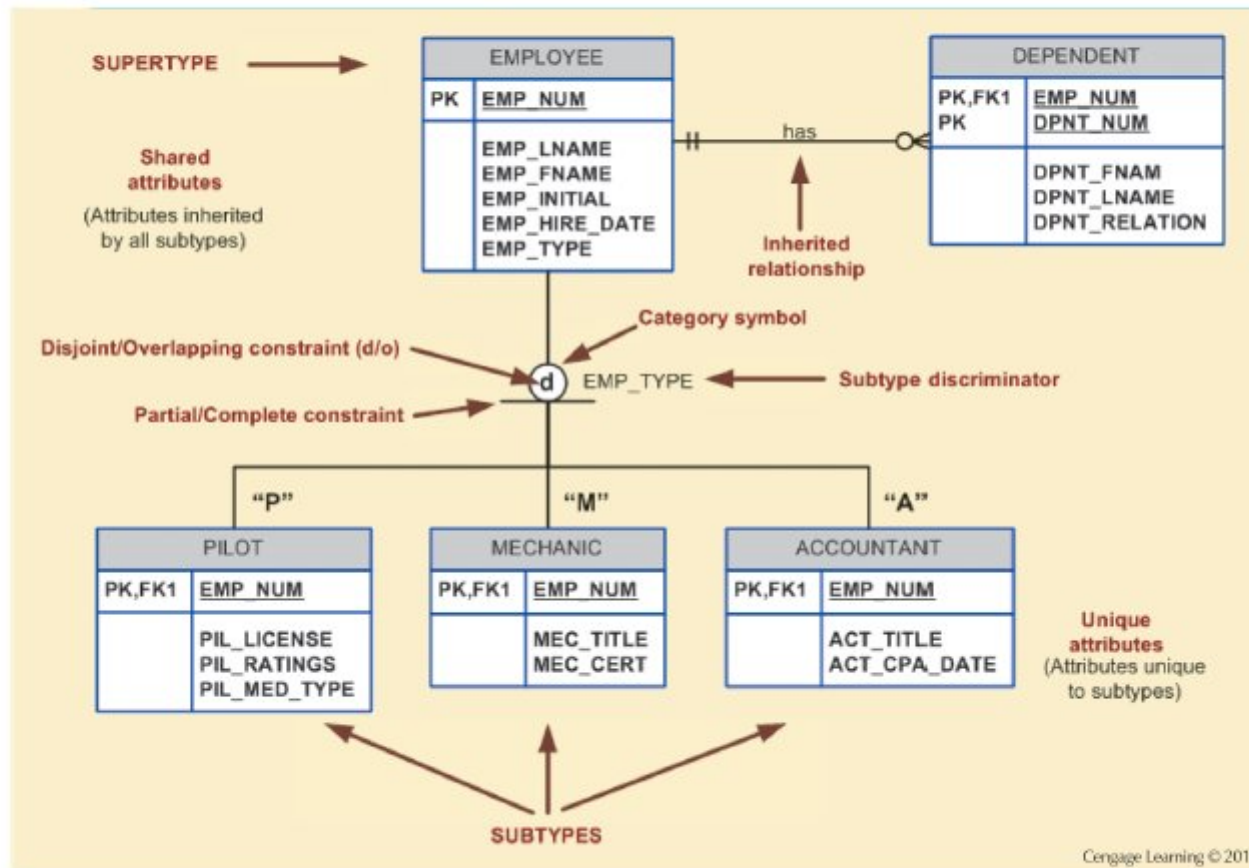 SUPERTYPE
EMPLOYEE
PK EMP_NUM
EMP_LNAME
EMP_FNAME
EMP_INITIAL
EMP_HIRE_DATE
EMP_TYPE
has
DEPENDENT
PK,FK1 EMP_NUM
PK DPNT_NUM
DPNT_FNAM
DPNT_LNAME
DPNT_RELATION
Shared
attributes
(Attributes inherited
by all subtypes)
Inherited
relationship
Category symbol
Disjoint/Overlapping constraint (d/o)
d
EMP_TYPE
Subtype discriminator
Partial/Complete constraint
“P”
“M”
“A”
PILOT
PK,FK1 EMP_NUM
PIL_LICENSE
PIL_RATINGS
PIL_MED_TYPE
MECHANIC
PK,FK1 EMP_NUM
MEC_TITLE
MEC_CERT
ACCOUNTANT
PK,FK1 EMP_NUM
ACT_TITLE
ACT_CPA_DATE
Unique
attributes
(Attributes unique
to subtypes)
SUBTYPES
Cengage Learning © 201